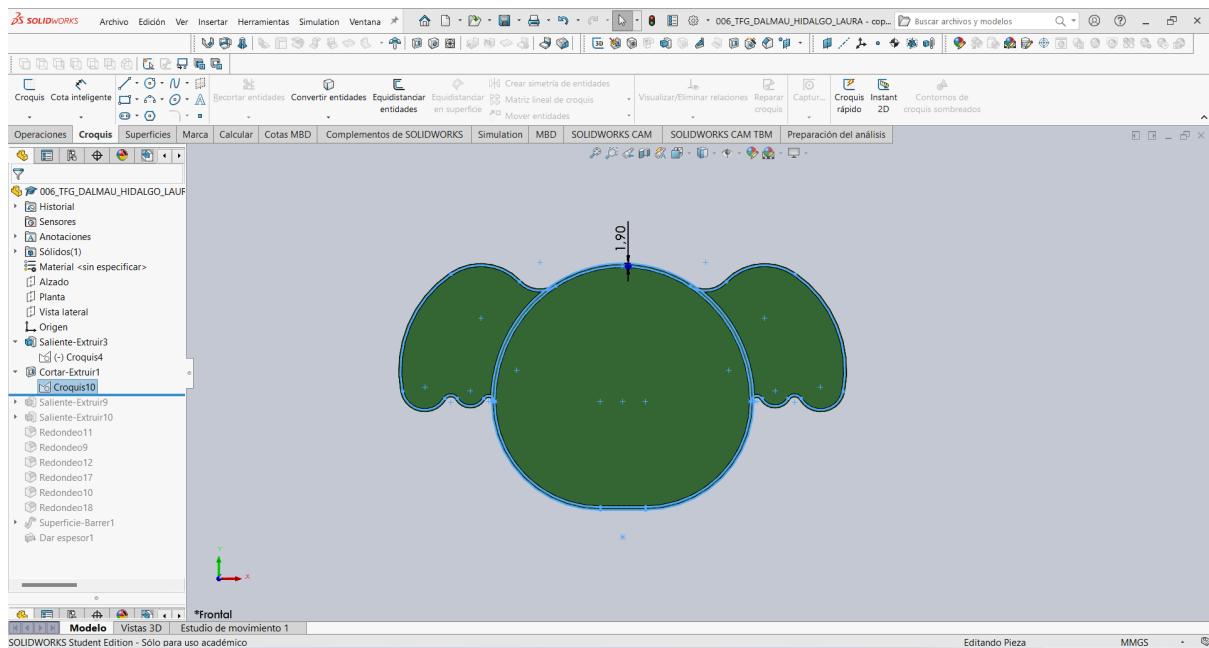 SOLIDWORKS Archivo Edición Ver Insertar Herramientas Simulation Ventana 006_TFG_DALMAU_HIDALGO_LAURA - cop... Buscar archivos y modelos
Croquis Cota inteligente Recortar entidades Convertir entidades Equidistanciar entidades Equidistanciar en superficie Crear simetría de entidades Visualizar/Eliminar relaciones Reparar croquis Captur... Croquis rápido Instant 2D Contornos de croquis sombreados
Matriz lineal de croquis
Mover entidades
Operaciones Croquis Superficies Marca Calcular Cotas MBD Complementos de SOLIDWORKS Simulation MBD SOLIDWORKS CAM SOLIDWORKS CAM TBM Preparación del análisis
006_TFG_DALMAU_HIDALGO_LAUR
Historial
Sensores
Anotaciones
Sólidos(1)
Material <sin especificar>
Alzado
Planta
Vista lateral
Origen
Saliente-Extruir3
(-) Croquis4
Cortar-Extruir1
Croquis10
Saliente-Extruir9
Saliente-Extruir10
Redondeo11
Redondeo9
Redondeo12
Redondeo17
Redondeo10
Redondeo18
Superficie-Barrer1
Dar espesor1
1,90
Y
X
*Frontal
Modelo Vistas 3D Estudio de movimiento 1
SOLIDWORKS Student Edition - Sólo para uso académico Editando Pieza MMGS